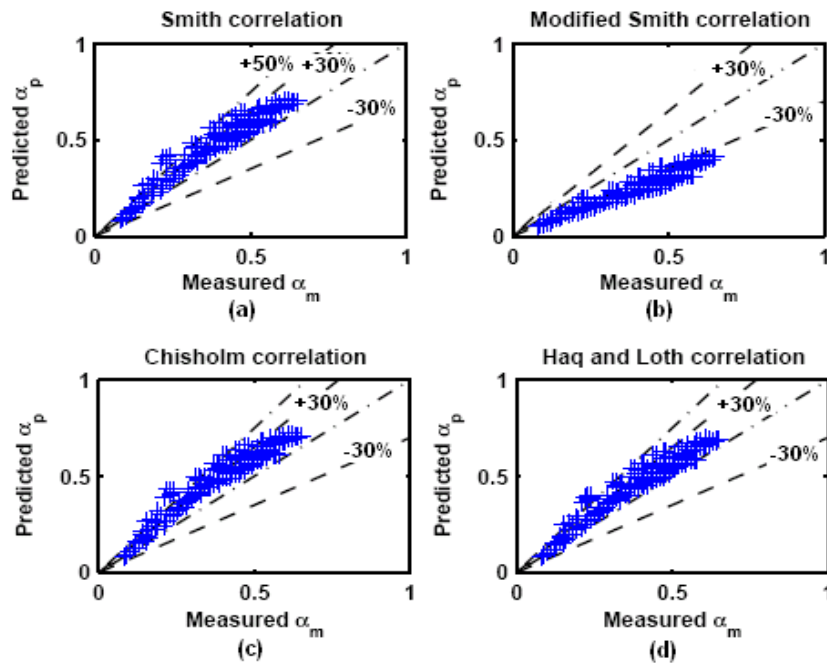 Smith correlation
1
+50%
+30%
-30%
0.5
0
Predicted α_p
0
0.5
1
Measured α_m
(a)
Modified Smith correlation
1
+30%
-30%
0.5
0
Predicted α_p
0
0.5
1
Measured α_m
(b)
Chisholm correlation
1
+30%
-30%
0.5
0
Predicted α_p
0
0.5
1
Measured α_m
(c)
Haq and Loth correlation
1
+30%
-30%
0.5
0
Predicted α_p
0
0.5
1
Measured α_m
(d)